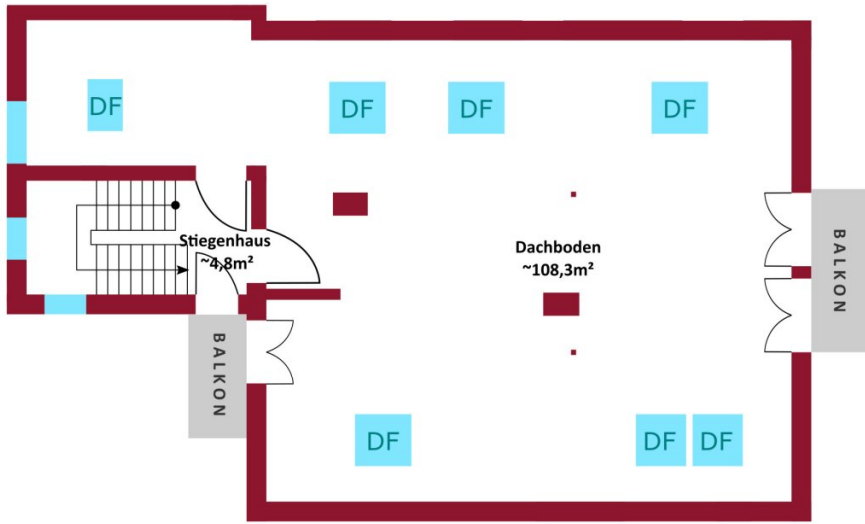 DF
DF
DF
DF
Stiegenhaus
~4,8m²
Dachboden
~108,3m²
BALKON
BALKON
DF
DF
DF